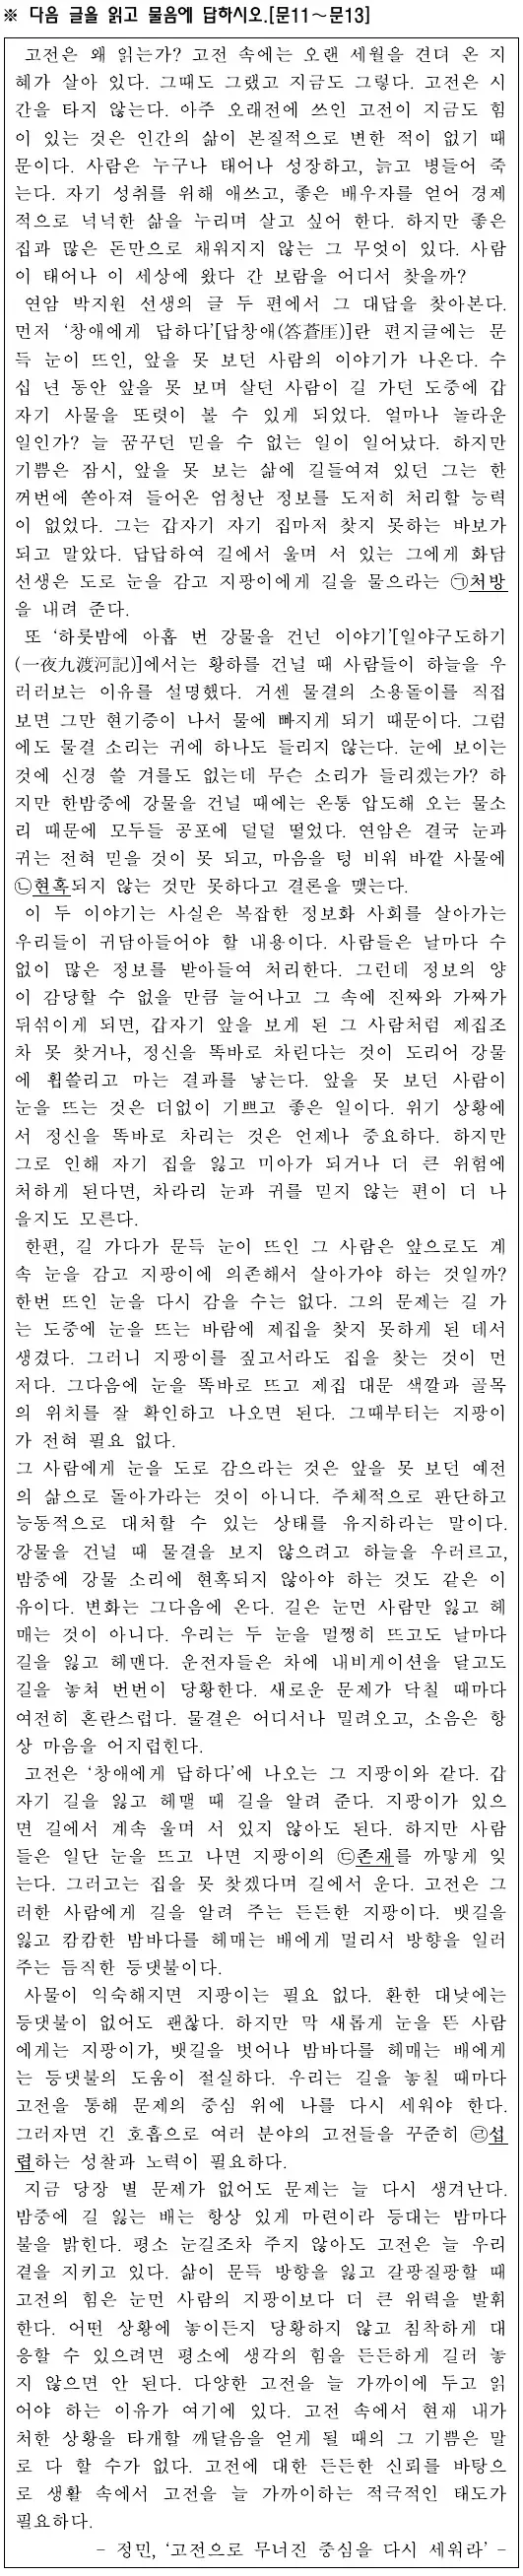 ※ 다음 글을 읽고 물음에 답하시오.[문11～문13]
고전은 왜 읽는가? 고전 속에는 오랜 세월을 견뎌 온 지
혜가 살아 있다. 그때도 그랬고 지금도 그렇다. 고전은 시
간을 타지 않는다. 아주 오래전에 쓰인 고전이 지금도 힘
이 있는 것은 인간의 삶이 본질적으로 변한 적이 없기 때
문이다. 사람은 누구나 태어나 성장하고, 늙고 병들어 죽
는다. 자기 성취를 위해 애쓰고, 좋은 배우자를 얻어 경제
적으로 넉넉한 삶을 누리며 살고 싶어 한다. 하지만 좋은
집과 많은 돈만으로 채워지지 않는 그 무엇이 있다. 사람
이 태어나 이 세상에 왔다 간 보람을 어디서 찾을까?
연암 박지원 선생의 글 두 편에서 그 대답을 찾아본다.
먼저 ‘창애에게 답하다’[답창애(答蒼厓)]란 편지글에는 문
득 눈이 뜨인, 앞을 못 보던 사람의 이야기가 나온다. 수
십 년 동안 앞을 못 보며 살던 사람이 길 가던 도중에 갑
자기 사물을 또렷이 볼 수 있게 되었다. 얼마나 놀라운
일인가? 늘 꿈꾸던 믿을 수 없는 일이 일어났다. 하지만
기쁨은 잠시, 앞을 못 보는 삶에 길들여져 있던 그는 한
꺼번에 쏟아져 들어온 엄청난 정보를 도저히 처리할 능력
이 없었다. 그는 갑자기 자기 집마저 찾지 못하는 바보가
되고 말았다. 답답하여 길에서 울며 서 있는 그에게 화담
선생은 도로 눈을 감고 지팡이에게 길을 물으라는 ㉠처방
을 내려 준다.
또 ‘하룻밤에 아홉 번 강물을 건넌 이야기’[일야구도하기
(一夜九渡河記)]에서는 황하를 건널 때 사람들이 하늘을 우
러러보는 이유를 설명했다. 거센 물결의 소용돌이를 직접
보면 그만 현기증이 나서 물에 빠지게 되기 때문이다. 그럼
에도 물결 소리는 귀에 하나도 들리지 않는다. 눈에 보이는
것에 신경 쓸 겨를도 없는데 무슨 소리가 들리겠는가? 하
지만 한밤중에 강물을 건널 때에는 온통 압도해 오는 물소
리 때문에 모두들 공포에 덜덜 떨었다. 연암은 결국 눈과
귀는 전혀 믿을 것이 못 되고, 마음을 텅 비워 바깥 사물에
㉡현혹되지 않는 것만 못하다고 결론을 맺는다.
이 두 이야기는 사실은 복잡한 정보화 사회를 살아가는
우리들이 귀담아들어야 할 내용이다. 사람들은 날마다 수
없이 많은 정보를 받아들여 처리한다. 그런데 정보의 양
이 감당할 수 없을 만큼 늘어나고 그 속에 진짜와 가짜가
뒤섞이게 되면, 갑자기 앞을 보게 된 그 사람처럼 제집조
차 못 찾거나, 정신을 똑바로 차린다는 것이 도리어 강물
에 휩쓸리고 마는 결과를 낳는다. 앞을 못 보던 사람이
눈을 뜨는 것은 더없이 기쁘고 좋은 일이다. 위기 상황에
서 정신을 똑바로 차리는 것은 언제나 중요하다. 하지만
그로 인해 자기 집을 잃고 미아가 되거나 더 큰 위험에
처하게 된다면, 차라리 눈과 귀를 믿지 않는 편이 더 나
을지도 모른다.
한편, 길 가다가 문득 눈이 뜨인 그 사람은 앞으로도 계
속 눈을 감고 지팡이에 의존해서 살아가야 하는 것일까?
한번 뜨인 눈을 다시 감을 수는 없다. 그의 문제는 길 가
는 도중에 눈을 뜨는 바람에 제집을 찾지 못하게 된 데서
생겼다. 그러니 지팡이를 짚고서라도 집을 찾는 것이 먼
저다. 그다음에 눈을 똑바로 뜨고 제집 대문 색깔과 골목
의 위치를 잘 확인하고 나오면 된다. 그때부터는 지팡이
가 전혀 필요 없다.
그 사람에게 눈을 도로 감으라는 것은 앞을 못 보던 예전
의 삶으로 돌아가라는 것이 아니다. 주체적으로 판단하고
능동적으로 대처할 수 있는 상태를 유지하라는 말이다.
강물을 건널 때 물결을 보지 않으려고 하늘을 우러르고,
밤중에 강물 소리에 현혹되지 않아야 하는 것도 같은 이
유이다. 변화는 그다음에 온다. 길은 눈먼 사람만 잃고 헤
매는 것이 아니다. 우리는 두 눈을 멀쩡히 뜨고도 날마다
길을 잃고 헤맨다. 운전자들은 차에 내비게이션을 달고도
길을 놓쳐 번번이 당황한다. 새로운 문제가 닥칠 때마다
여전히 혼란스럽다. 물결은 어디서나 밀려오고, 소음은 항
상 마음을 어지럽힌다.
고전은 ‘창애에게 답하다’에 나오는 그 지팡이와 같다. 갑
자기 길을 잃고 헤맬 때 길을 알려 준다. 지팡이가 있으
면 길에서 계속 울며 서 있지 않아도 된다. 하지만 사람
들은 일단 눈을 뜨고 나면 지팡이의 ㉢존재를 까맣게 잊
는다. 그러고는 집을 못 찾겠다며 길에서 운다. 고전은 그
러한 사람에게 길을 알려 주는 든든한 지팡이다. 뱃길을
잃고 캄캄한 밤바다를 헤매는 배에게 멀리서 방향을 일러
주는 듬직한 등댓불이다.
사물이 익숙해지면 지팡이는 필요 없다. 환한 대낮에는
등댓불이 없어도 괜찮다. 하지만 막 새롭게 눈을 뜬 사람
에게는 지팡이가, 뱃길을 벗어나 밤바다를 헤매는 배에게
는 등댓불의 도움이 절실하다. 우리는 길을 놓칠 때마다
고전을 통해 문제의 중심 위에 나를 다시 세워야 한다.
그러자면 긴 호흡으로 여러 분야의 고전들을 꾸준히 ㉣섭
렵하는 성찰과 노력이 필요하다.
지금 당장 별 문제가 없어도 문제는 늘 다시 생겨난다.
밤중에 길 잃는 배는 항상 있게 마련이라 등대는 밤마다
불을 밝힌다. 평소 눈길조차 주지 않아도 고전은 늘 우리
곁을 지키고 있다. 삶이 문득 방향을 잃고 갈팡질팡할 때
고전의 힘은 눈먼 사람의 지팡이보다 더 큰 위력을 발휘
한다. 어떤 상황에 놓이든지 당황하지 않고 침착하게 대
응할 수 있으려면 평소에 생각의 힘을 든든하게 길러 놓
지 않으면 안 된다. 다양한 고전을 늘 가까이에 두고 읽
어야 하는 이유가 여기에 있다. 고전 속에서 현재 내가
처한 상황을 타개할 깨달음을 얻게 될 때의 그 기쁨은 말
로 다 할 수가 없다. 고전에 대한 든든한 신뢰를 바탕으
로 생활 속에서 고전을 늘 가까이하는 적극적인 태도가
필요하다.
- 정민, ‘고전으로 무너진 중심을 다시 세워라’ -